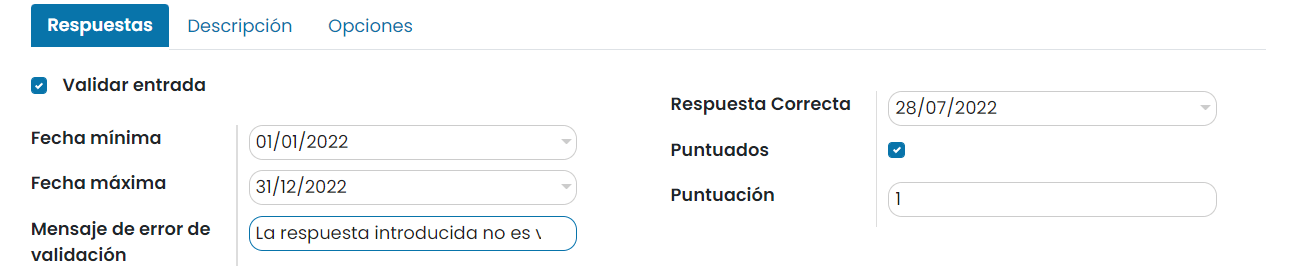 Respuestas Descripción Opciones
Validar entrada
Fecha mínima 01/01/2022
Fecha máxima 31/12/2022
Mensaje de error de
validación
La respuesta introducida no es
Respuesta Correcta 28/07/2022
Puntuados
Puntuación 1